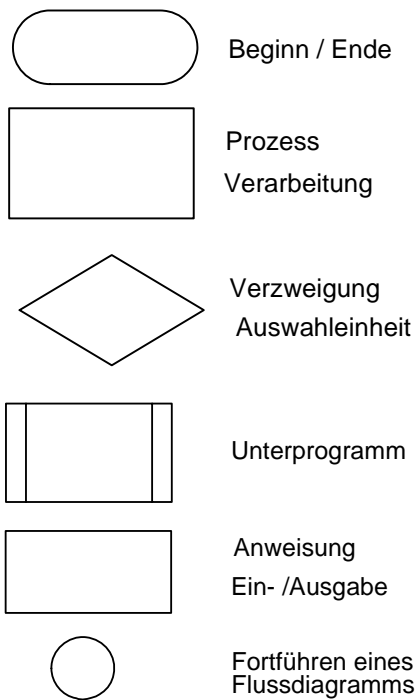 Beginn / Ende
Prozess
Verarbeitung
Verzweigung
Auswahleinheit
Unterprogramm
Anweisung
Ein- /Ausgabe
Fortführen eines
Flussdiagramms